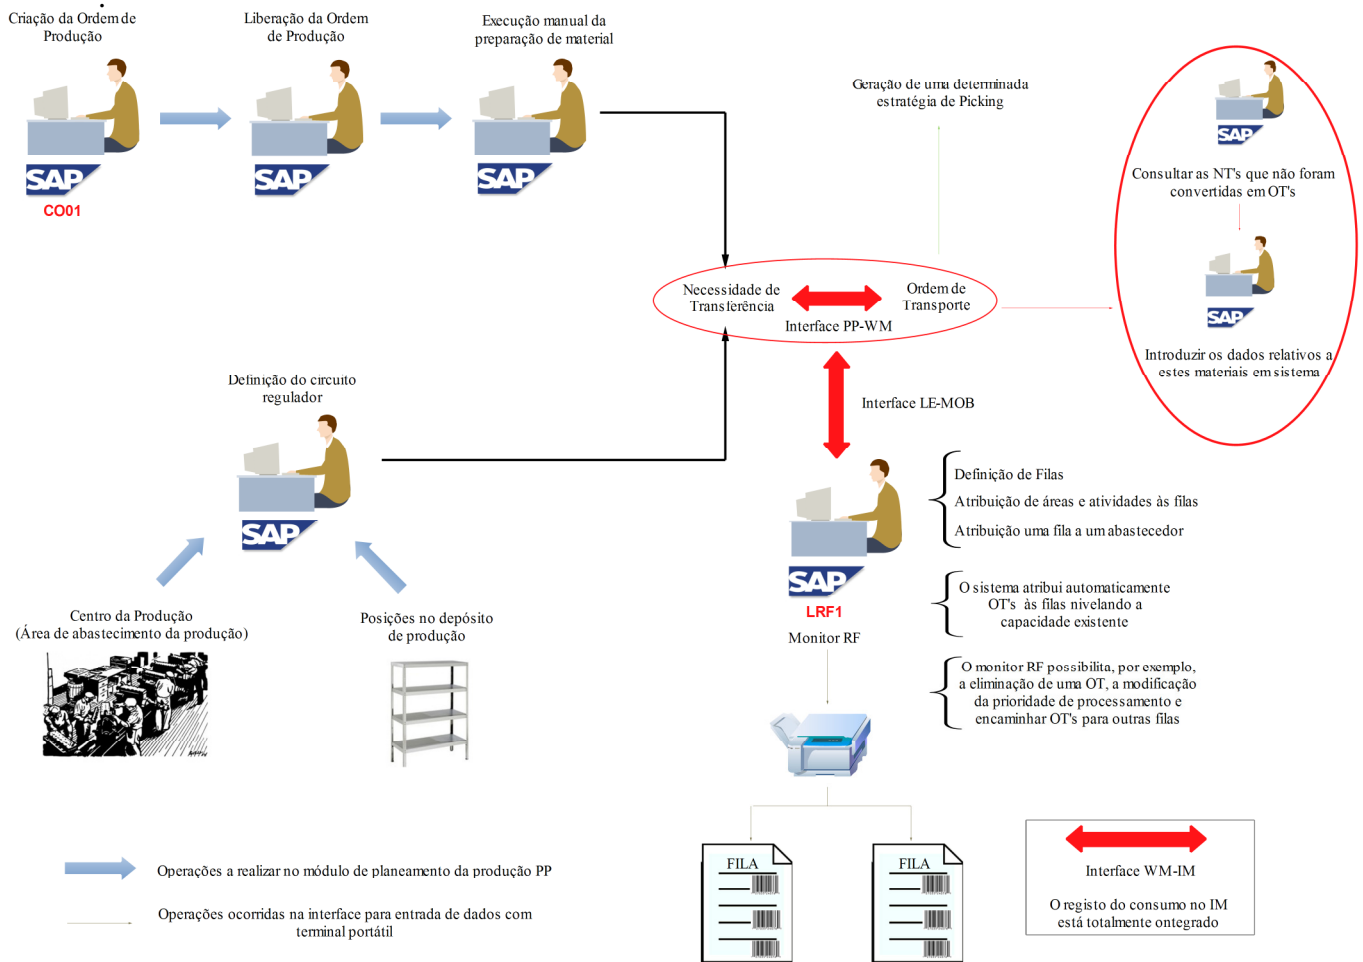 Criação da Ordem de
Produção
SAP
CO01
Liberação da Ordem
de Produção
SAP
Execução manual da
preparação de material
SAP
Geração de uma determinada
estratégia de Picking
SAP
Consultar as NT's que não foram
convertidas em OT's
SAP
Introduzir os dados relativos a
estes materiais em sistema
Necessidade de
Transferência
Ordem de
Transporte
Interface PP-WM
Interface LE-MOB
Definição do circuito
regulador
SAP
Centro da Produção
(Área de abastecimento da produção)
Posições no depósito
de produção
SAP
LRF1
Monitor RF
Definição de Filas
Atribuição de áreas e atividades às filas
Atribuição uma fila a um abastecedor
O sistema atribui automaticamente
OT's às filas nivelando a
capacidade existente
O monitor RF possibilita, por exemplo,
a eliminação de uma OT, a modificação
da prioridade de processamento e
encaminhar OT's para outras filas
FILA
FILA
Operações a realizar no módulo de planeamento da produção PP
Operações ocorridas na interface para entrada de dados com
terminal portátil
Interface WM-IM
O registo do consumo no IM
está totalmente ontegrado